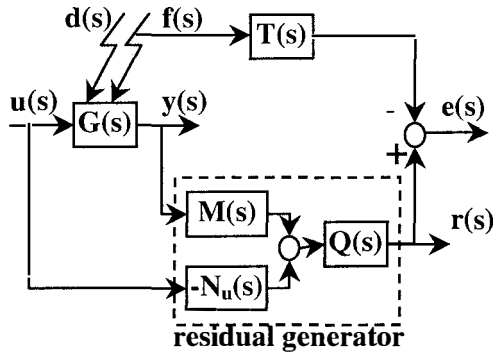 d(s) f(s) T(s)
u(s) G(s) y(s)
- e(s)
+
M(s) r(s)
Q(s)
-Nu(s)
residual generator